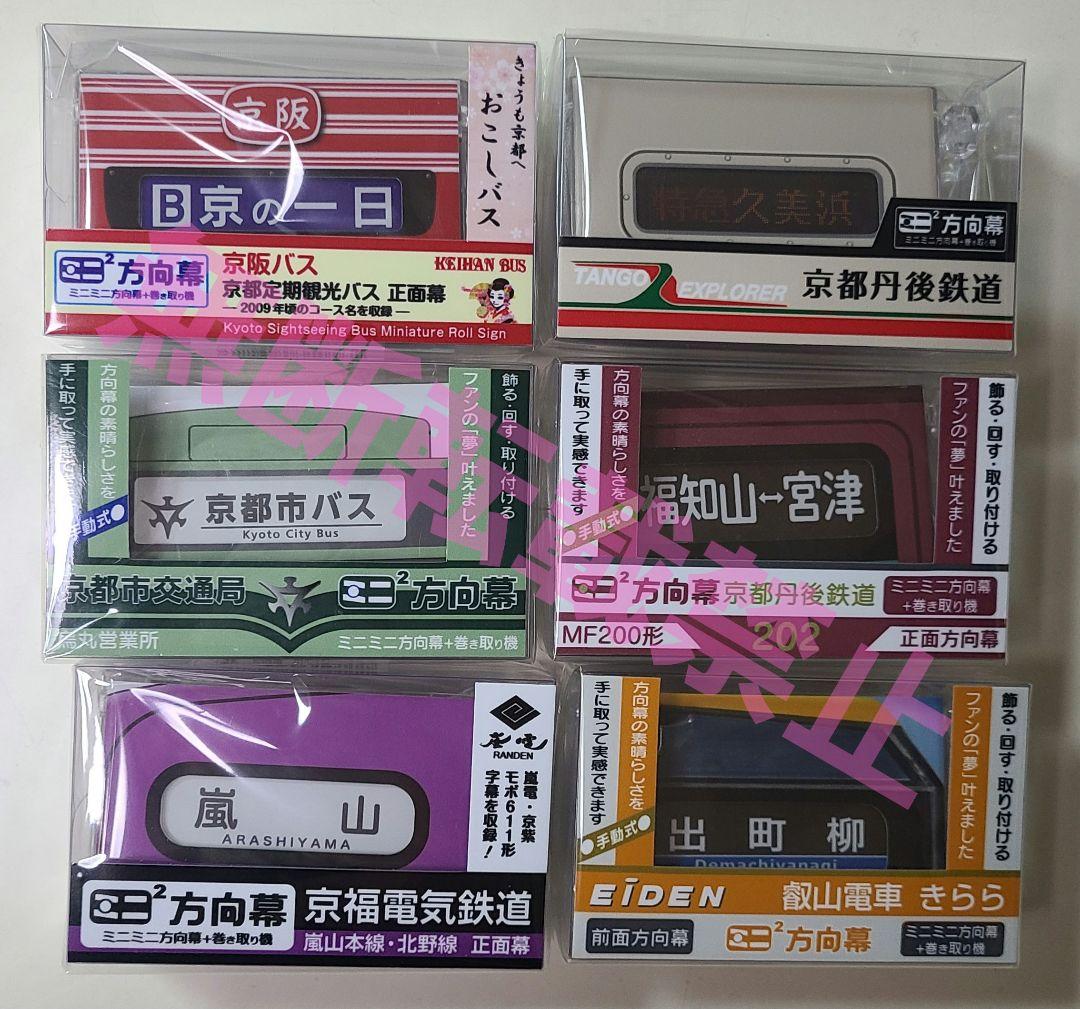 京阪
B京の一日
きょうも京都へ
おこしバス
ミニ²方向幕
ミニミニ方向幕+巻き取り機
京阪バス
KEIHAN BUS
京都定期観光バス 正面幕
―2009年頃のコース名を収録―
Kyoto Sightseeing Bus Miniature Roll Sign
特急久美浜
ミニ²方向幕
ミニミニ方向幕+巻き取り機
TANGO EXPLORER
京都丹後鉄道
方向幕の素晴らしさを
手に取って実感できます
手動式
京都市バス
Kyoto City Bus
飾る・回す・取り付ける
ファンの「夢」叶えました
京都市交通局
ミニ²方向幕
烏丸営業所
ミニミニ方向幕+巻き取り機
方向幕の素晴らしさを
手に取って実感できます
手動式
福知山↔宮津
飾る・回す・取り付ける
ファンの「夢」叶えました
ミニ²方向幕
京都丹後鉄道
ミニミニ方向幕
+巻き取り機
MF200形
202
正面方向幕
嵐山
ARASHIYAMA
嵐電
RANDEN
嵐電・京紫
モボ611形
字幕を収録!
ミニ²方向幕
ミニミニ方向幕+巻き取り機
京福電気鉄道
嵐山本線・北野線 正面幕
方向幕の素晴らしさを
手に取って実感できます
手動式
出町柳
Demachiyanagi
飾る・回す・取り付ける
ファンの「夢」叶えました
EIDEN
叡山電車 きらら
前面方向幕
ミニ²方向幕
ミニミニ方向幕
+巻き取り機
無断転載禁止